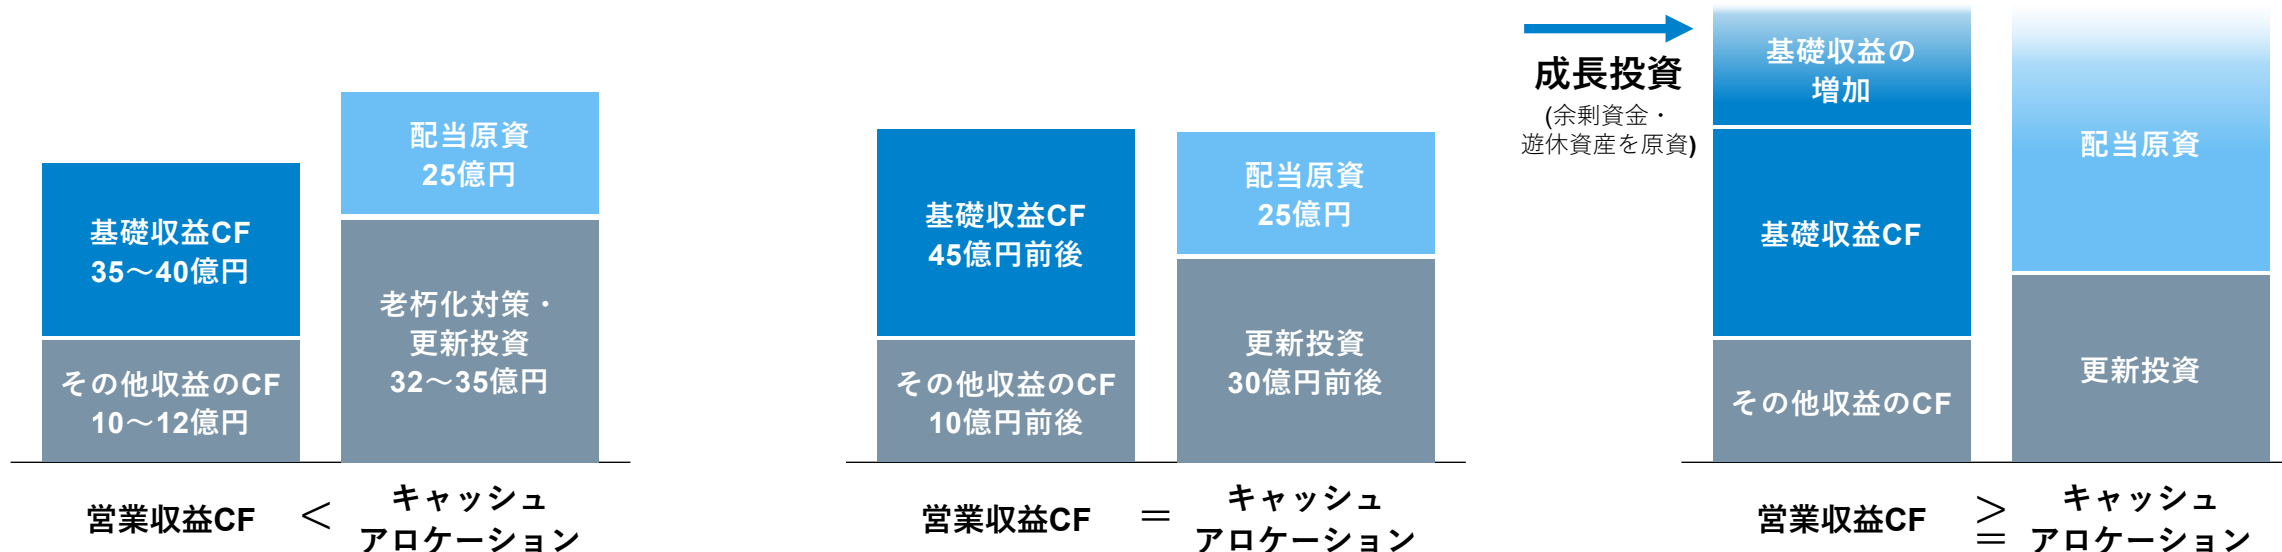 基礎収益CF
35～40億円
その他収益のCF
10～12億円
配当原資
25億円
老朽化対策・
更新投資
32～35億円
営業収益CF
＜
キャッシュ
アロケーション
基礎収益CF
45億円前後
その他収益のCF
10億円前後
配当原資
25億円
更新投資
30億円前後
営業収益CF
＝
キャッシュ
アロケーション
成長投資
(余剰資金・
遊休資産を原資)
基礎収益の
増加
基礎収益CF
その他収益のCF
配当原資
更新投資
営業収益CF
≧
キャッシュ
アロケーション